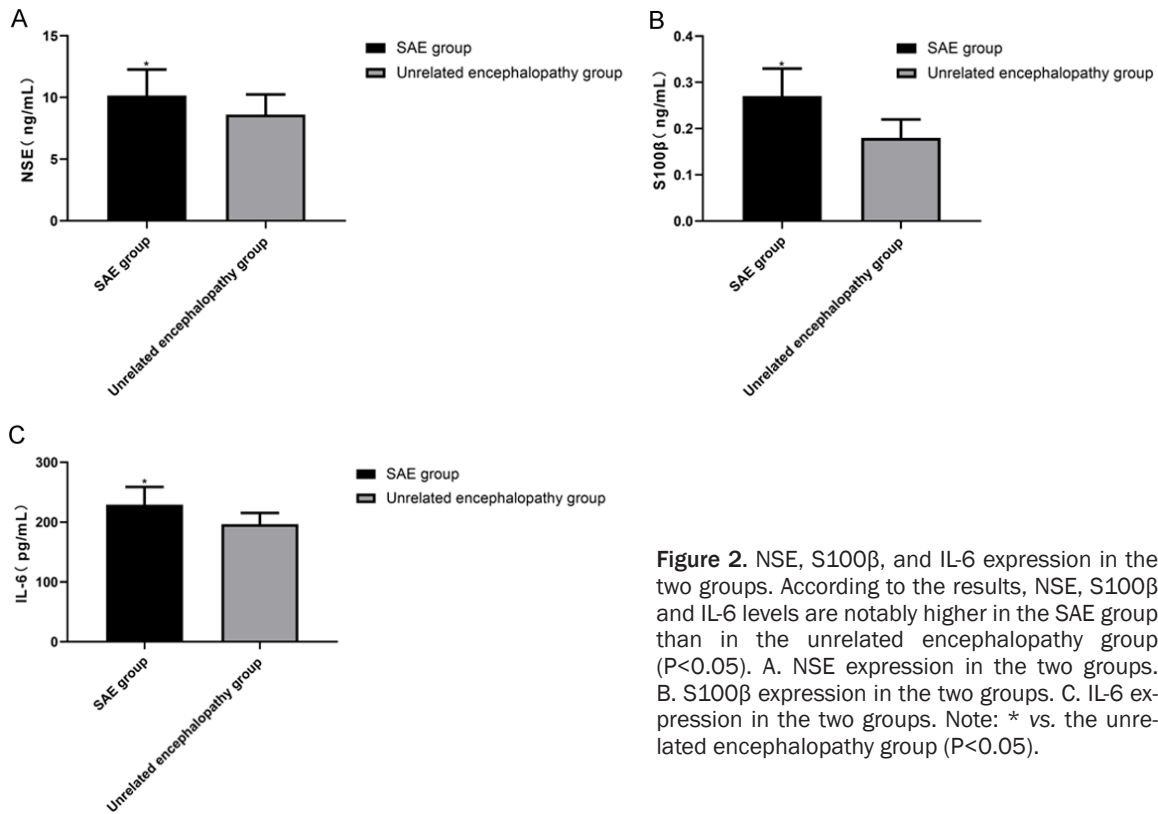 A
15
10
5
0
NSE ( ng/mL)
*
SAE group
Unrelated encephalopathy group
SAE group
Unrelated encephalopathy group
B
0.4
0.3
0.2
0.1
0.0
S100β ( ng/mL)
*
SAE group
Unrelated encephalopathy group
SAE group
Unrelated encephalopathy group
C
300
200
100
0
IL-6 ( pg/mL)
*
SAE group
Unrelated encephalopathy group
SAE group
Unrelated encephalopathy group
Figure 2. NSE, S100β, and IL-6 expression in the
two groups. According to the results, NSE, S100β
and IL-6 levels are notably higher in the SAE group
than in the unrelated encephalopathy group
(P<0.05). A. NSE expression in the two groups.
B. S100β expression in the two groups. C. IL-6 ex-
pression in the two groups. Note: * vs. the unre-
lated encephalopathy group (P<0.05).